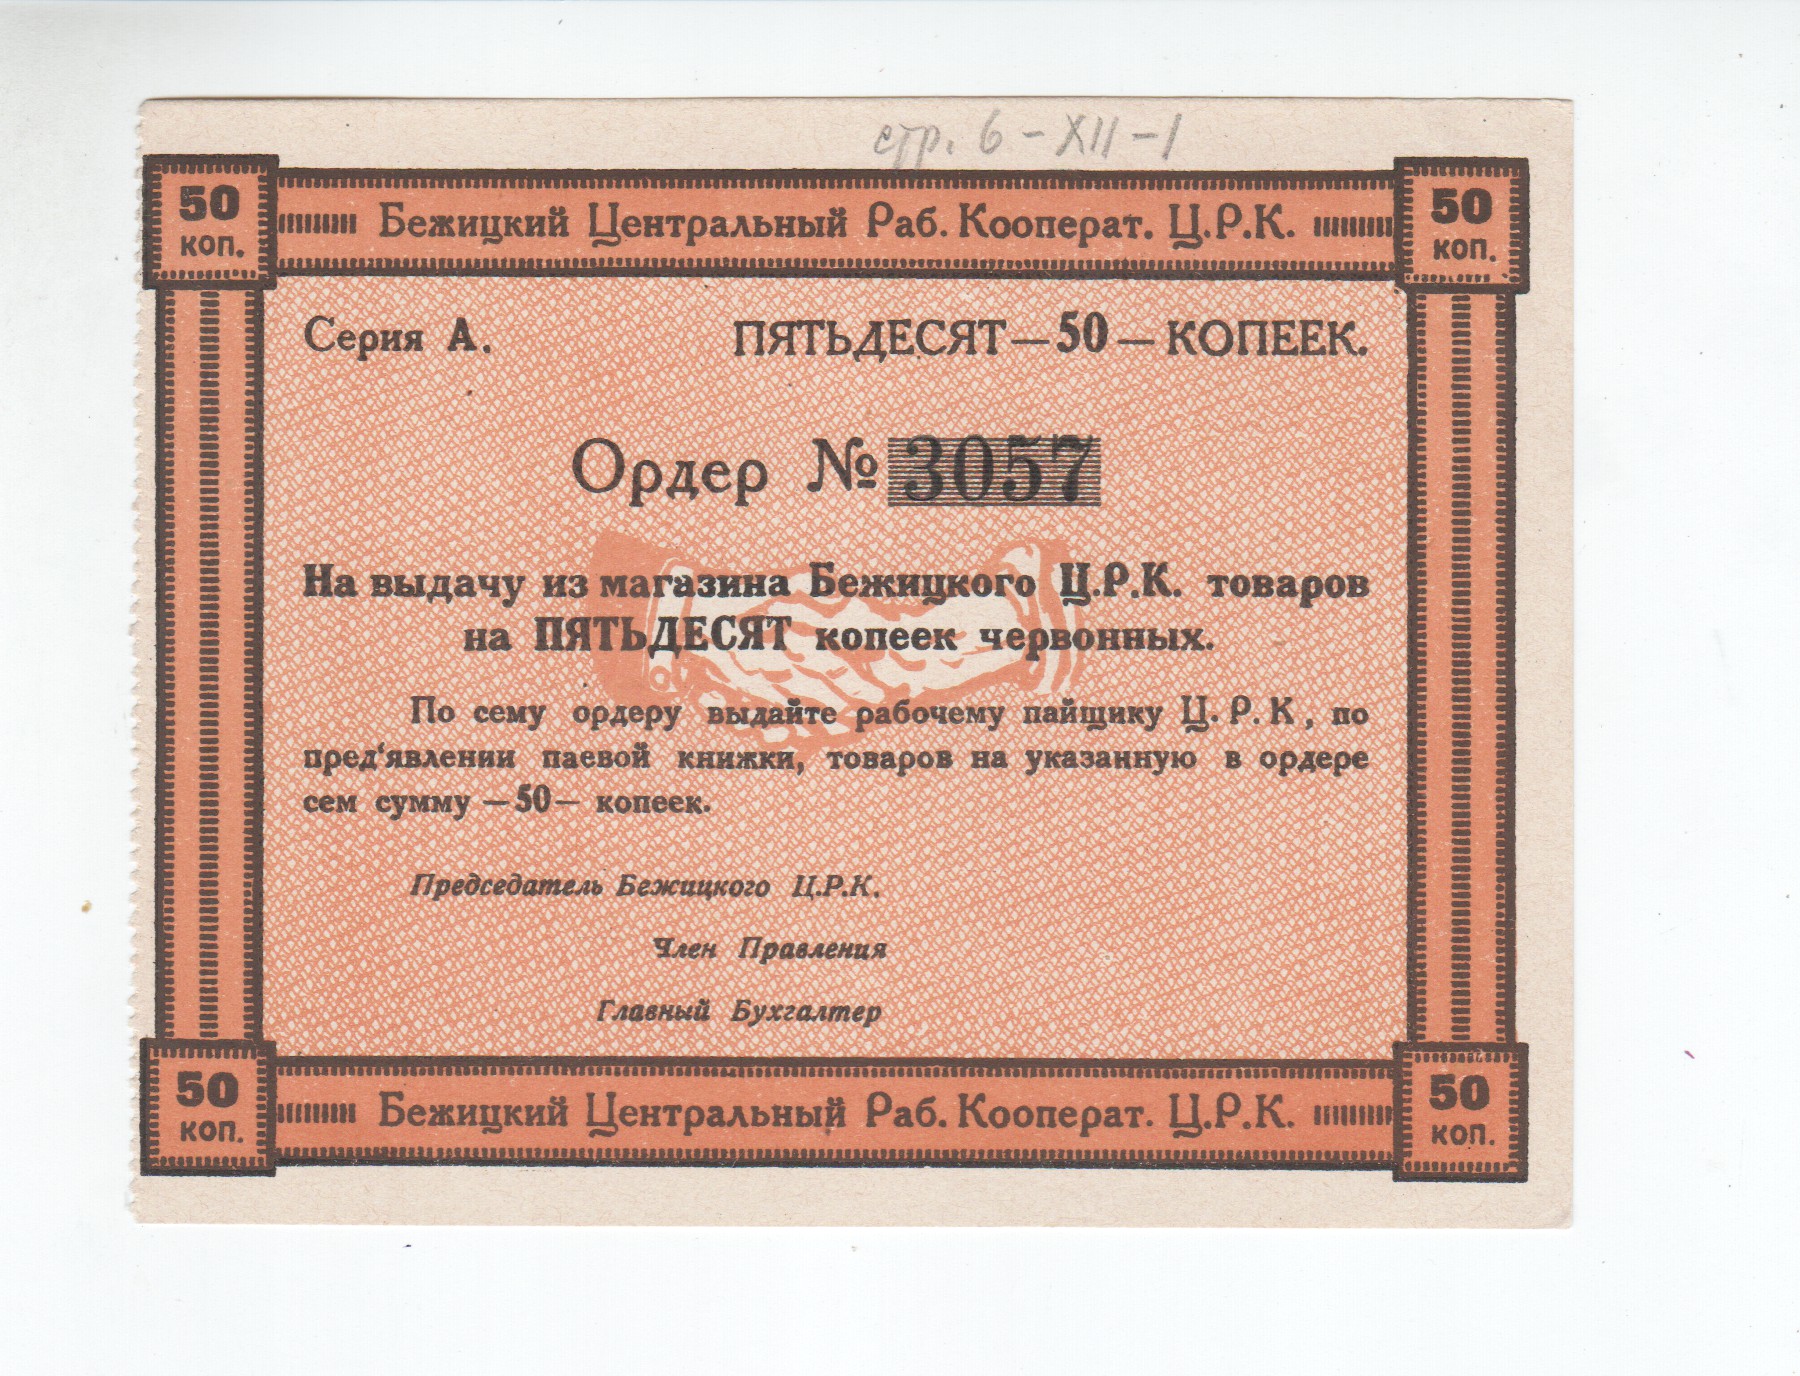 стр. 6-XII-1
50 коп.
Бежицкий Центральный Раб. Кооперат. Ц.Р.К.
50 коп.
Серия А.
ПЯТЬДЕСЯТ—50—КОПЕЕК.
Ордер № 3057
На выдачу из магазина Бежицкого Ц.Р.К. товаров
на ПЯТЬДЕСЯТ копеек червонных.
По сему ордеру выдайте рабочему пайщику Ц. Р. К, по
пред‘явлении паевой книжки, товаров на указанную в ордере
сем сумму —50— копеек.
Председатель Бежицкого Ц.Р.К.
Член Правления
Главный Бухгалтер
50 коп.
Бежицкий Центральный Раб. Кооперат. Ц.Р.К.
50 коп.